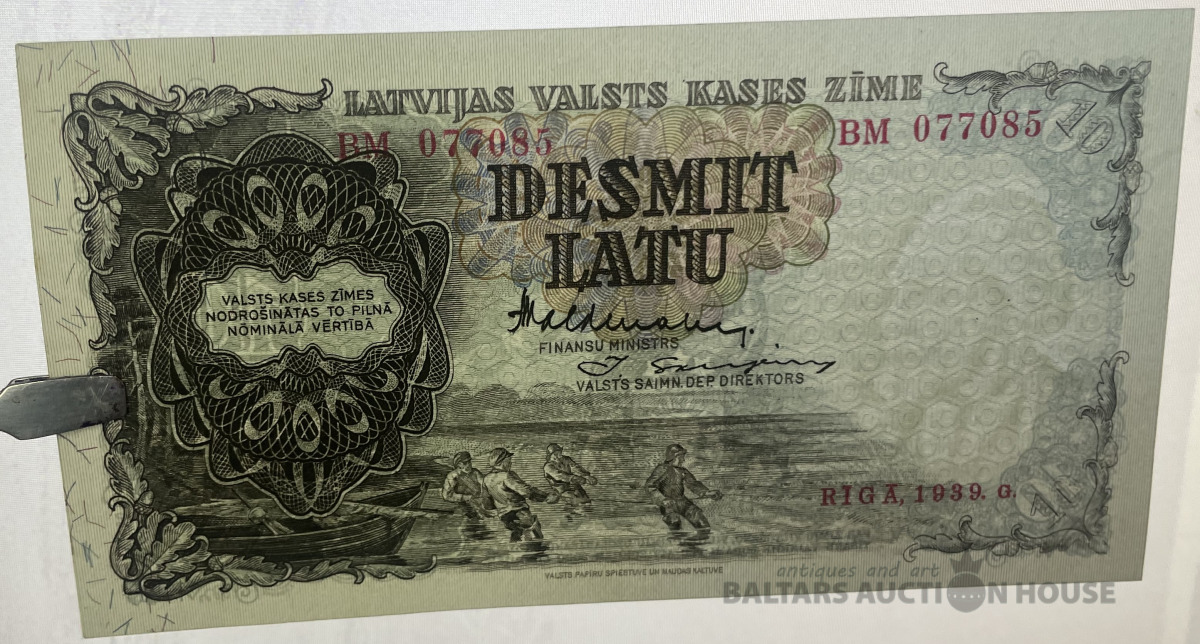 LATVIJAS VALSTS KASES ZĪME
BM 077085
BM 077085
DESMIT
LATU
VALSTS KASES ZĪMES
NODROŠINĀTAS TO PILNĀ
NŌMINĀLĀ VĒRTĪBĀ
FINANSU MINISTRS
VALSTS SAIMN. DEP. DIREKTORS
10
RĪGĀ, 1939. G.
VALSTS PAPĪRU SPIESTUVE UN NAUDAS KALTUVE
antiques and art
BALTARS AUCTION HOUSE